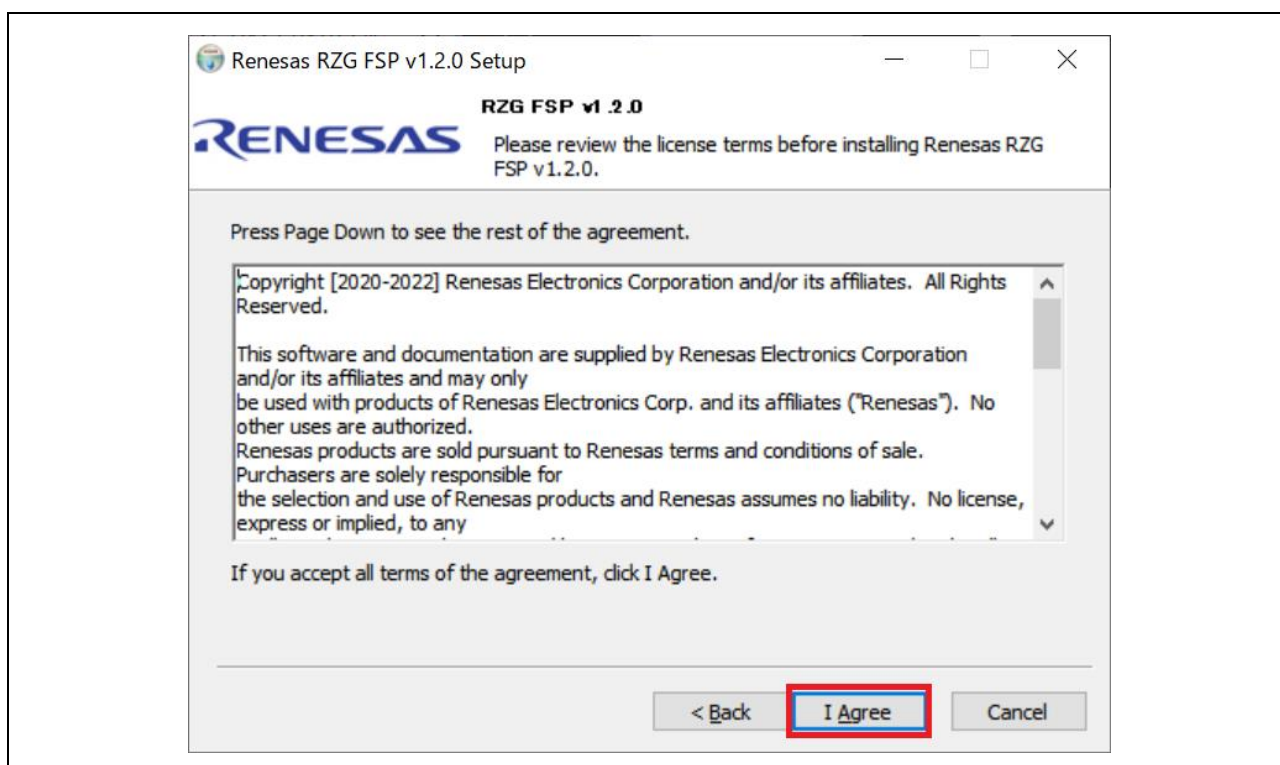 Renesas RZG FSP v1.2.0 Setup
RENESAS
RZG FSP v1.2.0
Please review the license terms before installing Renesas RZG
FSP v1.2.0.
Press Page Down to see the rest of the agreement.
Copyright [2020-2022] Renesas Electronics Corporation and/or its affiliates.  All Rights
Reserved.
This software and documentation are supplied by Renesas Electronics Corporation
and/or its affiliates and may only
be used with products of Renesas Electronics Corp. and its affiliates ("Renesas").  No
other uses are authorized.
Renesas products are sold pursuant to Renesas terms and conditions of sale.
Purchasers are solely responsible for
the selection and use of Renesas products and Renesas assumes no liability.  No license,
express or implied, to any
If you accept all terms of the agreement, click I Agree.
< Back
I Agree
Cancel